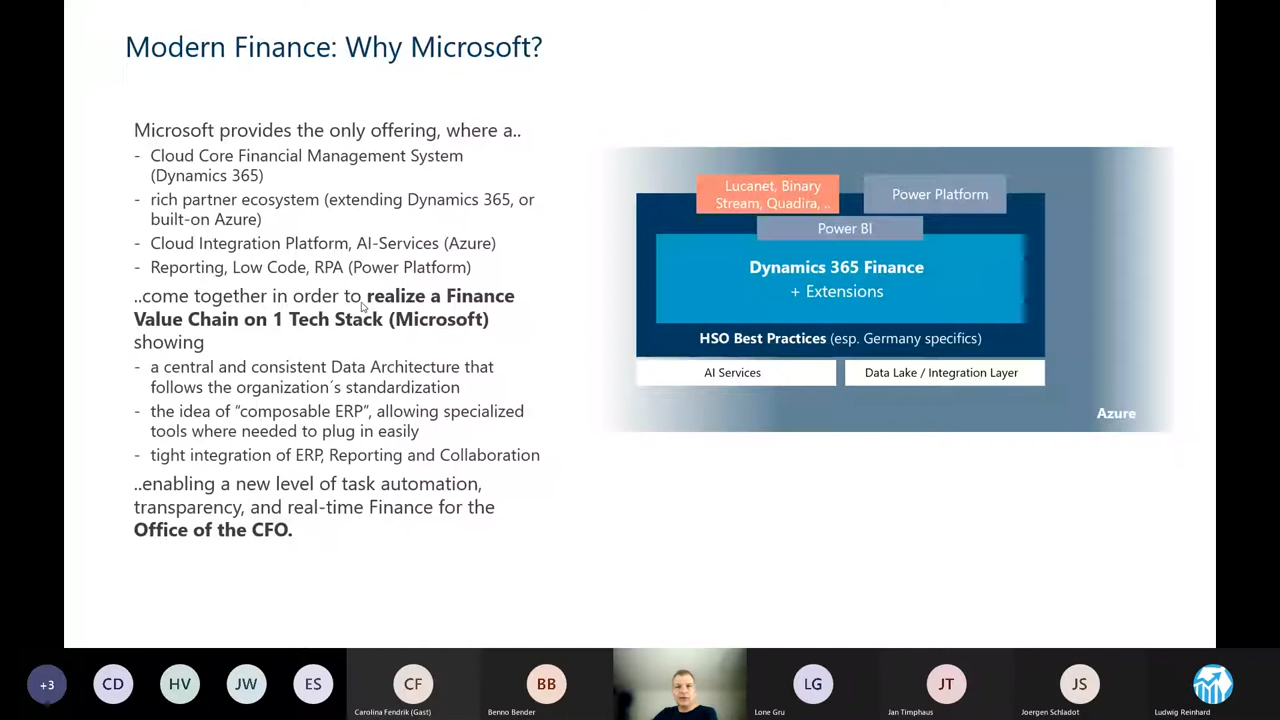 Modern Finance: Why Microsoft?
Microsoft provides the only offering, where a..
- Cloud Core Financial Management System
(Dynamics 365)
- rich partner ecosystem (extending Dynamics 365, or
built-on Azure)
- Cloud Integration Platform, AI-Services (Azure)
- Reporting, Low Code, RPA (Power Platform)
..come together in order to realize a Finance
Value Chain on 1 Tech Stack (Microsoft)
showing
- a central and consistent Data Architecture that
follows the organization´s standardization
- the idea of “composable ERP”, allowing specialized
tools where needed to plug in easily
- tight integration of ERP, Reporting and Collaboration
..enabling a new level of task automation,
transparency, and real-time Finance for the
Office of the CFO.
Lucanet, Binary
Stream, Quadira, ..
Power Platform
Power BI
Dynamics 365 Finance
+ Extensions
HSO Best Practices (esp. Germany specifics)
AI Services
Data Lake / Integration Layer
Azure
+3
CD
HV
JW
ES
CF
Carolina Fendrik (Gast)
BB
Benno Bender
LG
Lone Gru
JT
Jan Timphaus
JS
Joergen Schladot
Ludwig Reinhard